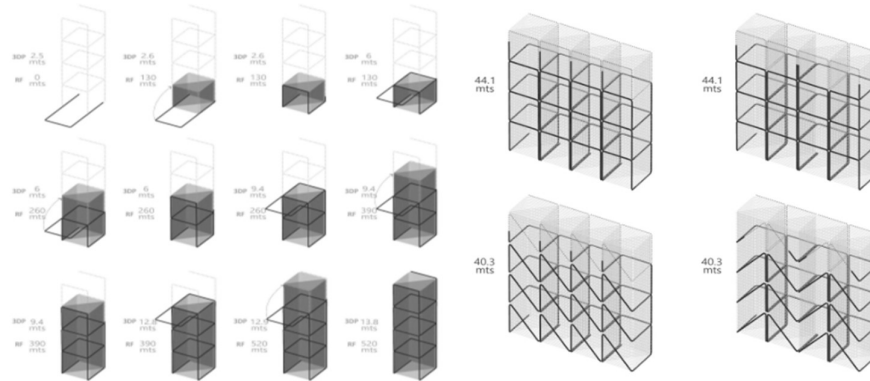 3DP 2.5 mts
RF 0 mts
3DP 2.6 mts
RF 130 mts
3DP 2.6 mts
RF 130 mts
3DP 6 mts
RF 130 mts
3DP 6 mts
RF 260 mts
3DP 6 mts
RF 260 mts
3DP 9.4 mts
RF 260 mts
3DP 9.4 mts
RF 390 mts
3DP 9.4 mts
RF 390 mts
3DP mts
RF 390 mts
3DP mts
RF 520 mts
3DP 13.8 mts
RF 520 mts
44.1 mts
44.1 mts
40.3 mts
40.3 mts